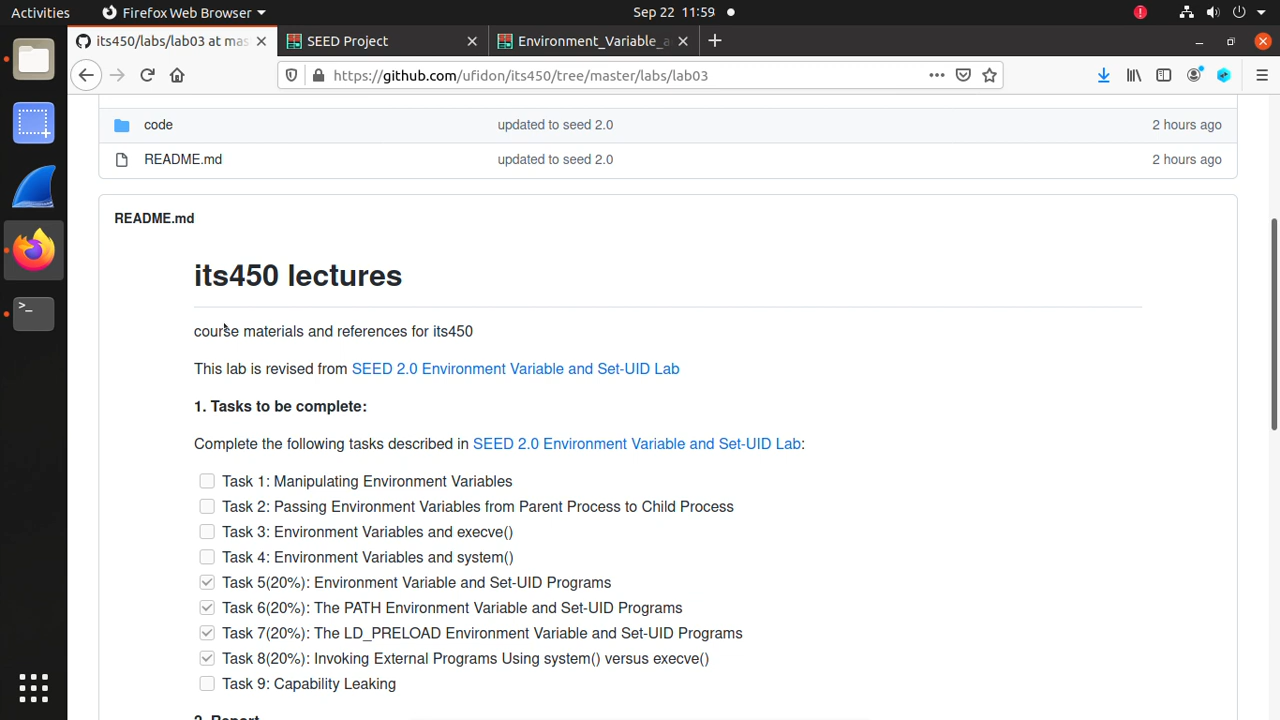 Activities Firefox Web Browser Sep 22 11:59
its450/labs/lab03 at mas SEED Project Environment_Variable_a
https://github.com/ufidon/its450/tree/master/labs/lab03
code updated to seed 2.0 2 hours ago
README.md updated to seed 2.0 2 hours ago
README.md
its450 lectures
course materials and references for its450
This lab is revised from SEED 2.0 Environment Variable and Set-UID Lab
1. Tasks to be complete:
Complete the following tasks described in SEED 2.0 Environment Variable and Set-UID Lab:
Task 1: Manipulating Environment Variables
Task 2: Passing Environment Variables from Parent Process to Child Process
Task 3: Environment Variables and execve()
Task 4: Environment Variables and system()
Task 5(20%): Environment Variable and Set-UID Programs
Task 6(20%): The PATH Environment Variable and Set-UID Programs
Task 7(20%): The LD_PRELOAD Environment Variable and Set-UID Programs
Task 8(20%): Invoking External Programs Using system() versus execve()
Task 9: Capability Leaking
2. Report